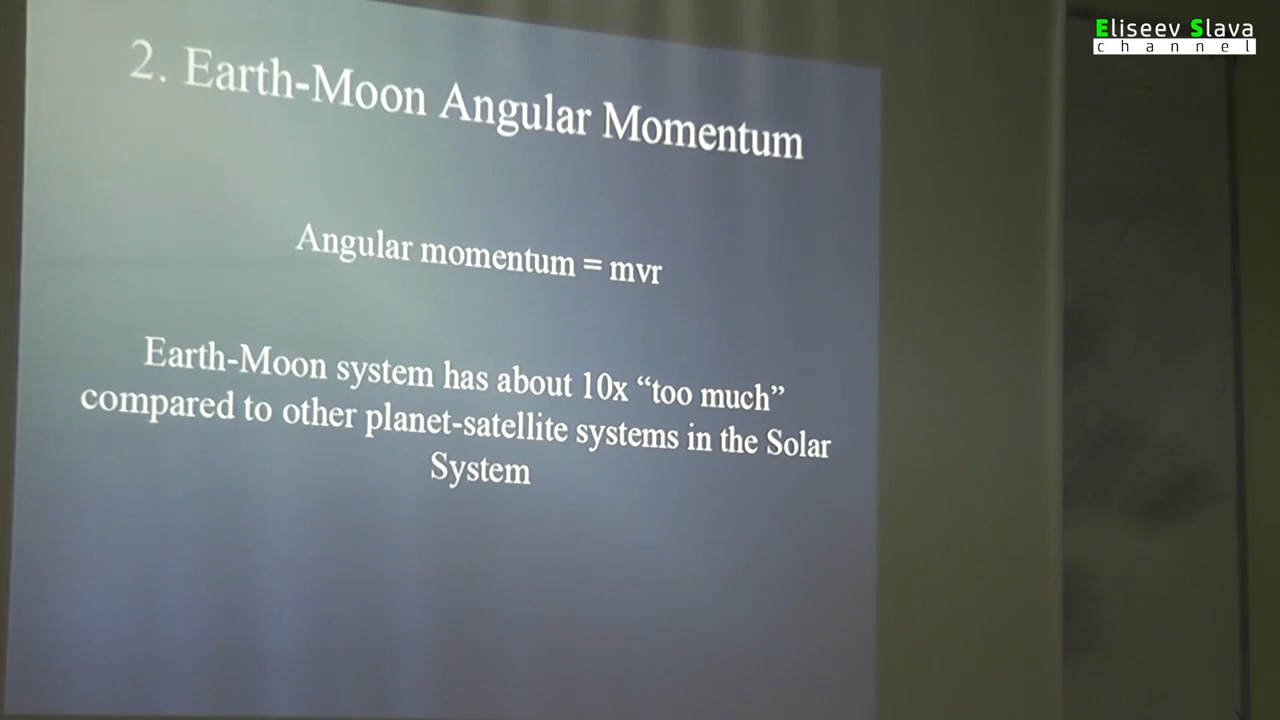 Eliseev Slava
channel
2. Earth-Moon Angular Momentum
Angular momentum = mvr
Earth-Moon system has about 10x “too much”
compared to other planet-satellite systems in the Solar
System